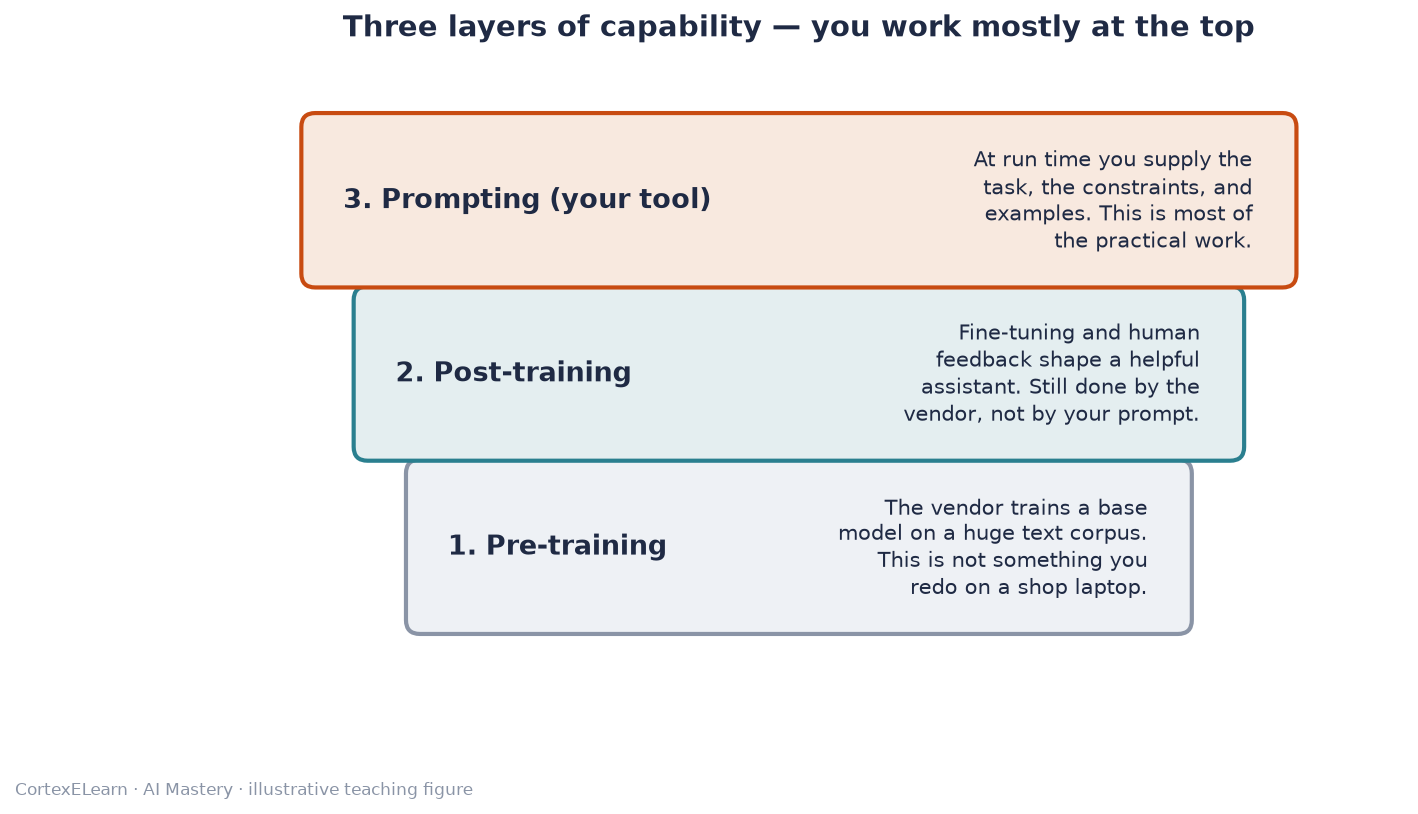 Three layers of capability — you work mostly at the top
3. Prompting (your tool)
At run time you supply the
task, the constraints, and
examples. This is most of
the practical work.
2. Post-training
Fine-tuning and human
feedback shape a helpful
assistant. Still done by the
vendor, not by your prompt.
1. Pre-training
The vendor trains a base
model on a huge text corpus.
This is not something you
redo on a shop laptop.
CortexELearn · AI Mastery · illustrative teaching figure